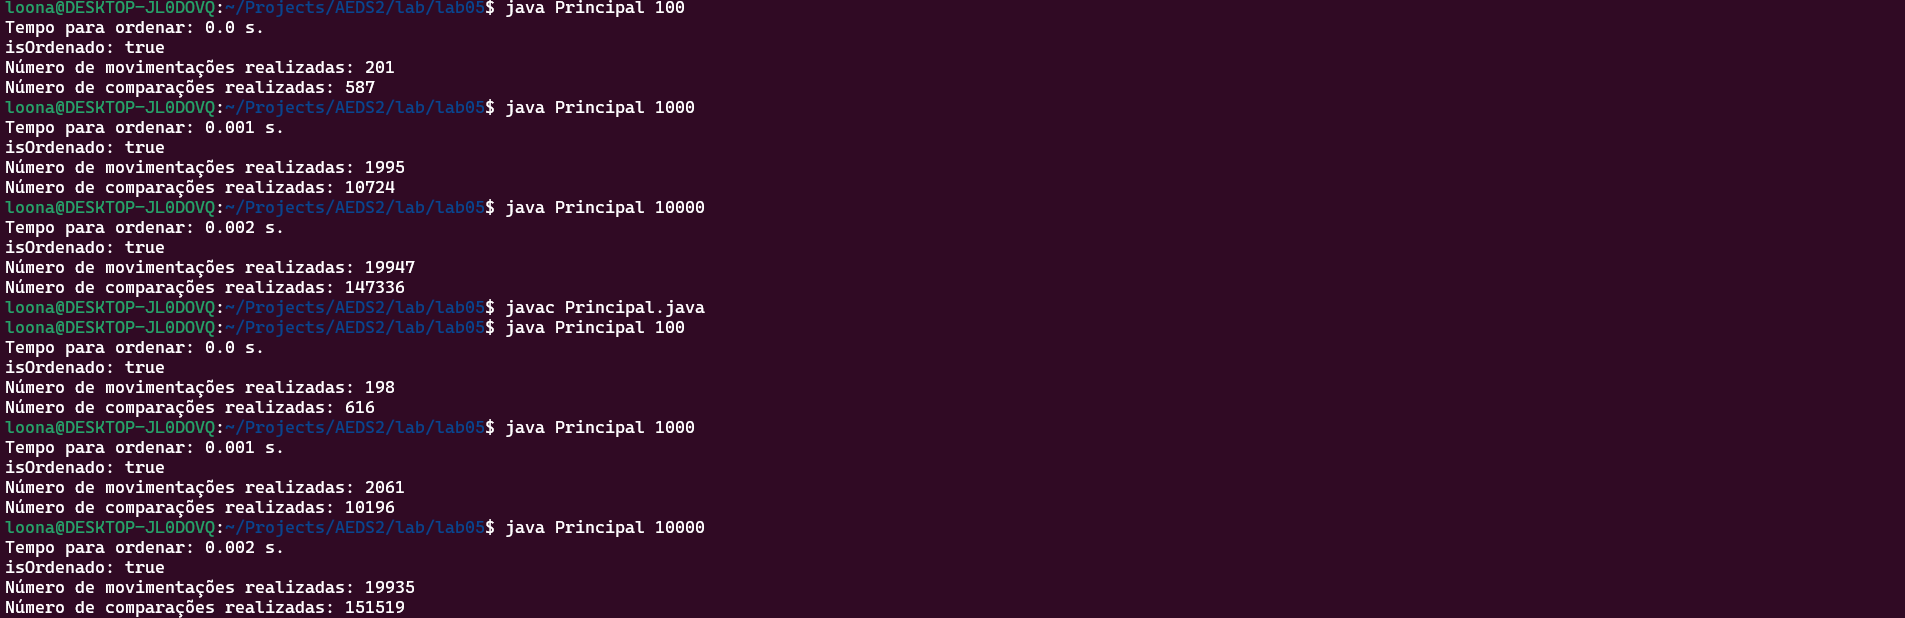 loona@DESKTOP-JL0DOVQ:~/Projects/AEDS2/lab/lab05$ java Principal 100
Tempo para ordenar: 0.0 s.
isOrdenado: true
Número de movimentações realizadas: 201
Número de comparações realizadas: 587
loona@DESKTOP-JL0DOVQ:~/Projects/AEDS2/lab/lab05$ java Principal 1000
Tempo para ordenar: 0.001 s.
isOrdenado: true
Número de movimentações realizadas: 1995
Número de comparações realizadas: 10724
loona@DESKTOP-JL0DOVQ:~/Projects/AEDS2/lab/lab05$ java Principal 10000
Tempo para ordenar: 0.002 s.
isOrdenado: true
Número de movimentações realizadas: 19947
Número de comparações realizadas: 147336
loona@DESKTOP-JL0DOVQ:~/Projects/AEDS2/lab/lab05$ javac Principal.java
loona@DESKTOP-JL0DOVQ:~/Projects/AEDS2/lab/lab05$ java Principal 100
Tempo para ordenar: 0.0 s.
isOrdenado: true
Número de movimentações realizadas: 198
Número de comparações realizadas: 616
loona@DESKTOP-JL0DOVQ:~/Projects/AEDS2/lab/lab05$ java Principal 1000
Tempo para ordenar: 0.001 s.
isOrdenado: true
Número de movimentações realizadas: 2061
Número de comparações realizadas: 10196
loona@DESKTOP-JL0DOVQ:~/Projects/AEDS2/lab/lab05$ java Principal 10000
Tempo para ordenar: 0.002 s.
isOrdenado: true
Número de movimentações realizadas: 19935
Número de comparações realizadas: 151519